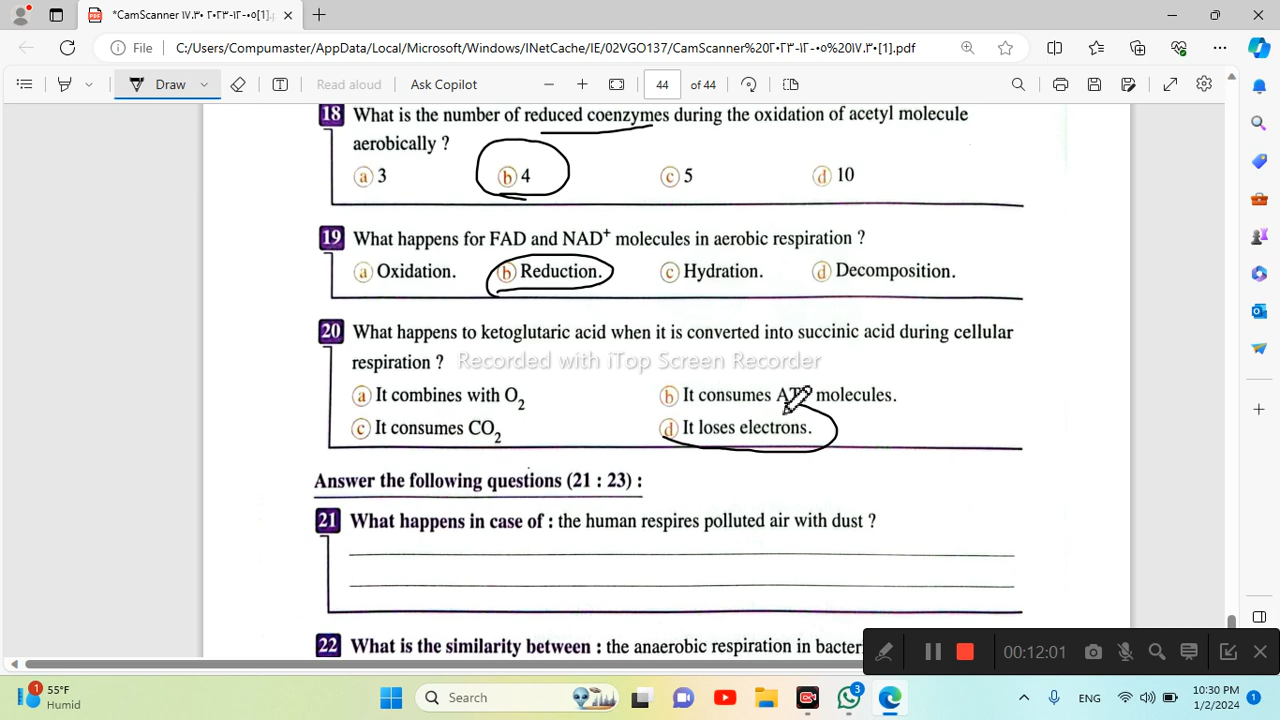 *CamScanner ١٧.٣٠ ٢٠٢٣-١٢-٠٥[1].p
File
C:/Users/Compumaster/AppData/Local/Microsoft/Windows/INetCache/IE/02VGO137/CamScanner%20٢٠٢٣-١٢-٠٥%20١٧.٣٠[1].pdf
Draw
Read aloud
Ask Copilot
44
of 44
18 What is the number of reduced coenzymes during the oxidation of acetyl molecule
aerobically ?
a 3 b 4 c 5 d 10
19 What happens for FAD and NAD+ molecules in aerobic respiration ?
a Oxidation. b Reduction. c Hydration. d Decomposition.
20 What happens to ketoglutaric acid when it is converted into succinic acid during cellular
respiration ?
Recorded with iTop Screen Recorder
a It combines with O2 b It consumes ATP molecules.
c It consumes CO2 d It loses electrons.
Answer the following questions (21 : 23) :
21 What happens in case of : the human respires polluted air with dust ?
22 What is the similarity between : the anaerobic respiration in bacter
00:12:01
1
55°F
Humid
Search
3
ENG
10:30 PM
1/2/2024